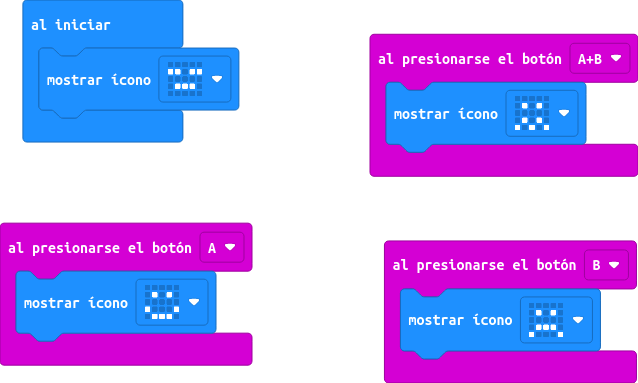 al iniciar
mostrar ícono
al presionarse el botón A+B
mostrar ícono
al presionarse el botón A
mostrar ícono
al presionarse el botón B
mostrar ícono